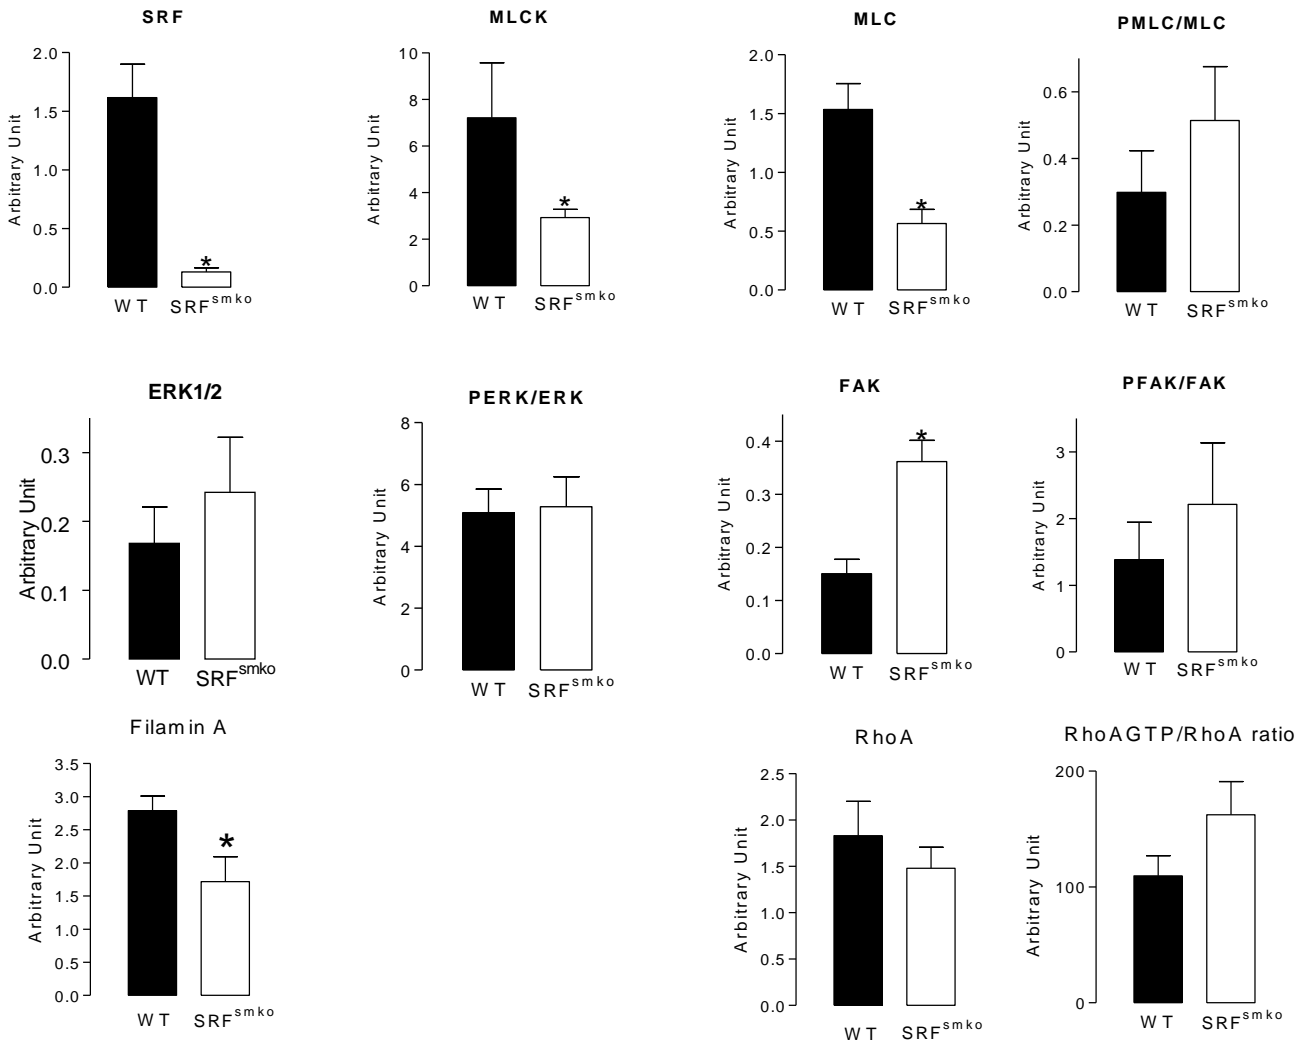 SRF
2.0
1.5
1.0
0.5
0.0
Arbitrary Unit
*
WT
SRFsmko
MLCK
10
8
6
4
2
0
Arbitrary Unit
*
WT
SRFsmko
MLC
2.0
1.5
1.0
0.5
0.0
Arbitrary Unit
*
WT
SRFsmko
PMLC/MLC
0.6
0.4
0.2
0.0
Arbitrary Unit
WT
SRFsmko
ERK1/2
0.3
0.2
0.1
0.0
Arbitrary Unit
WT
SRFsmko
PERK/ERK
8
6
4
2
0
Arbitrary Unit
WT
SRFsmko
FAK
0.4
0.3
0.2
0.1
0.0
Arbitrary Unit
*
WT
SRFsmko
PFAK/FAK
3
2
1
0
Arbitrary Unit
WT
SRFsmko
Filamin A
3.5
3.0
2.5
2.0
1.5
1.0
0.5
0.0
Arbitrary Unit
*
WT
SRFsmko
RhoA
2.5
2.0
1.5
1.0
0.5
0.0
Arbitrary Unit
WT
SRFsmko
RhoAGTP/RhoA ratio
200
100
0
Arbitrary Unit
WT
SRFsmko